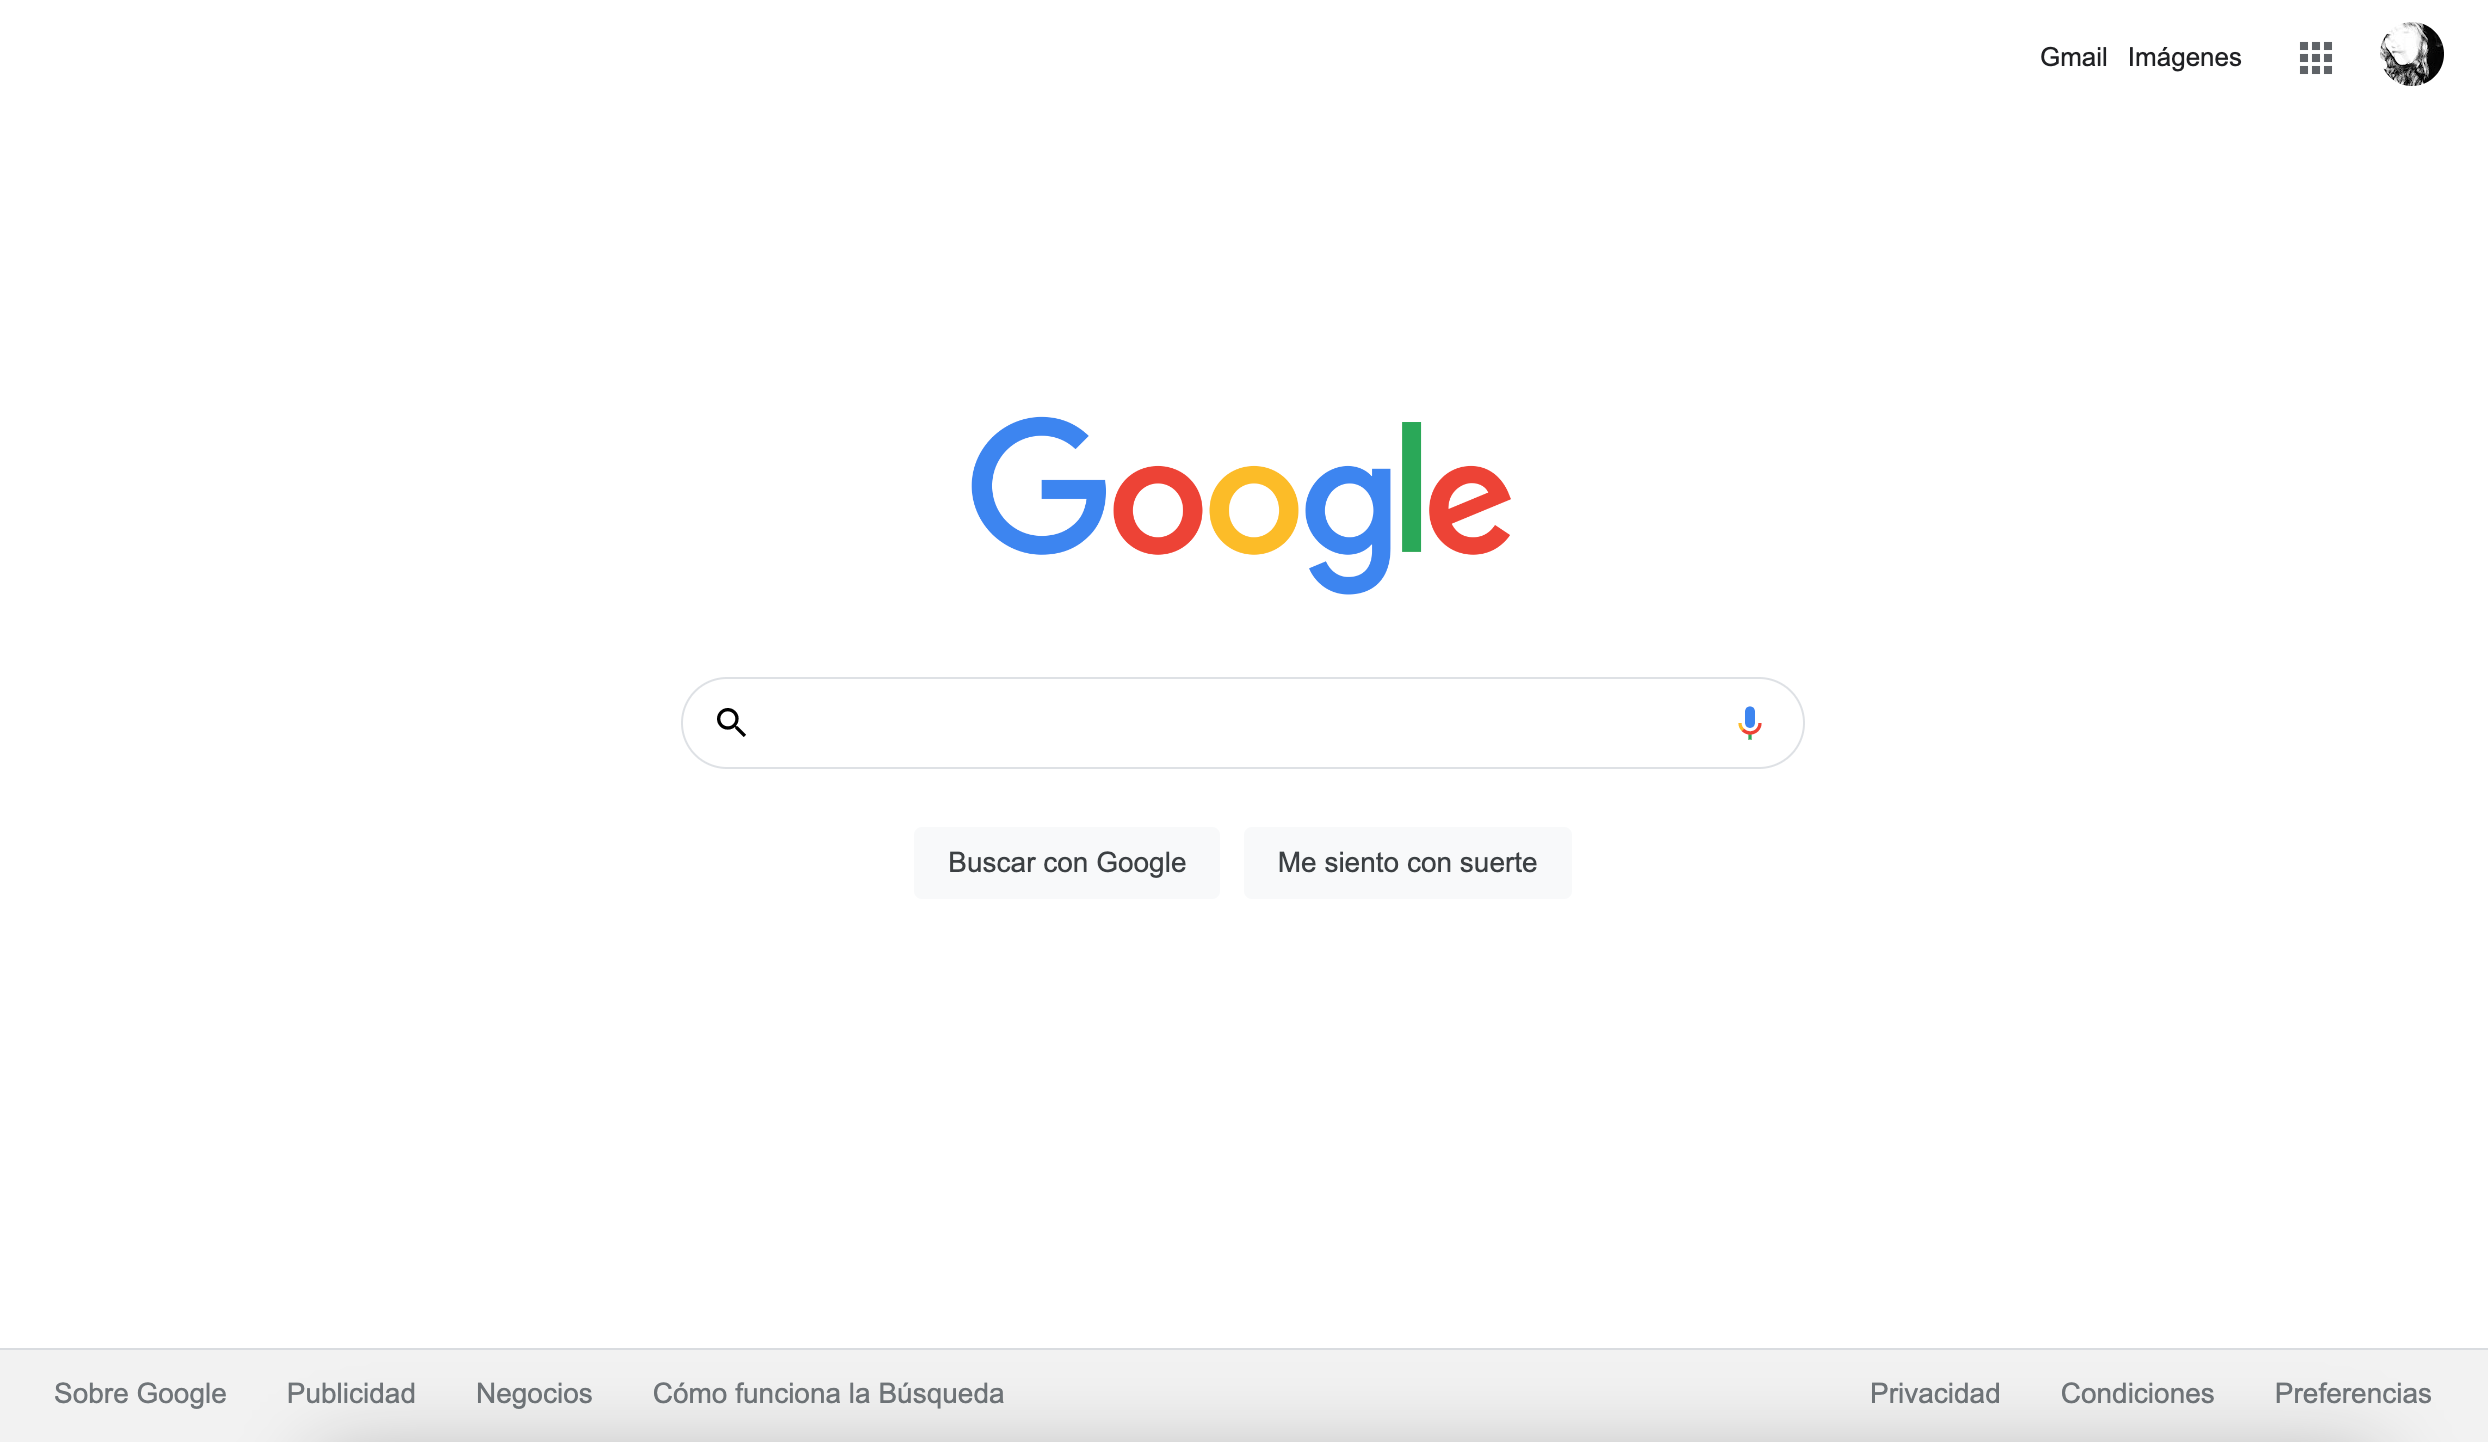 Gmail Imágenes
Google
Buscar con Google Me siento con suerte
Sobre Google Publicidad Negocios Cómo funciona la Búsqueda Privacidad Condiciones Preferencias